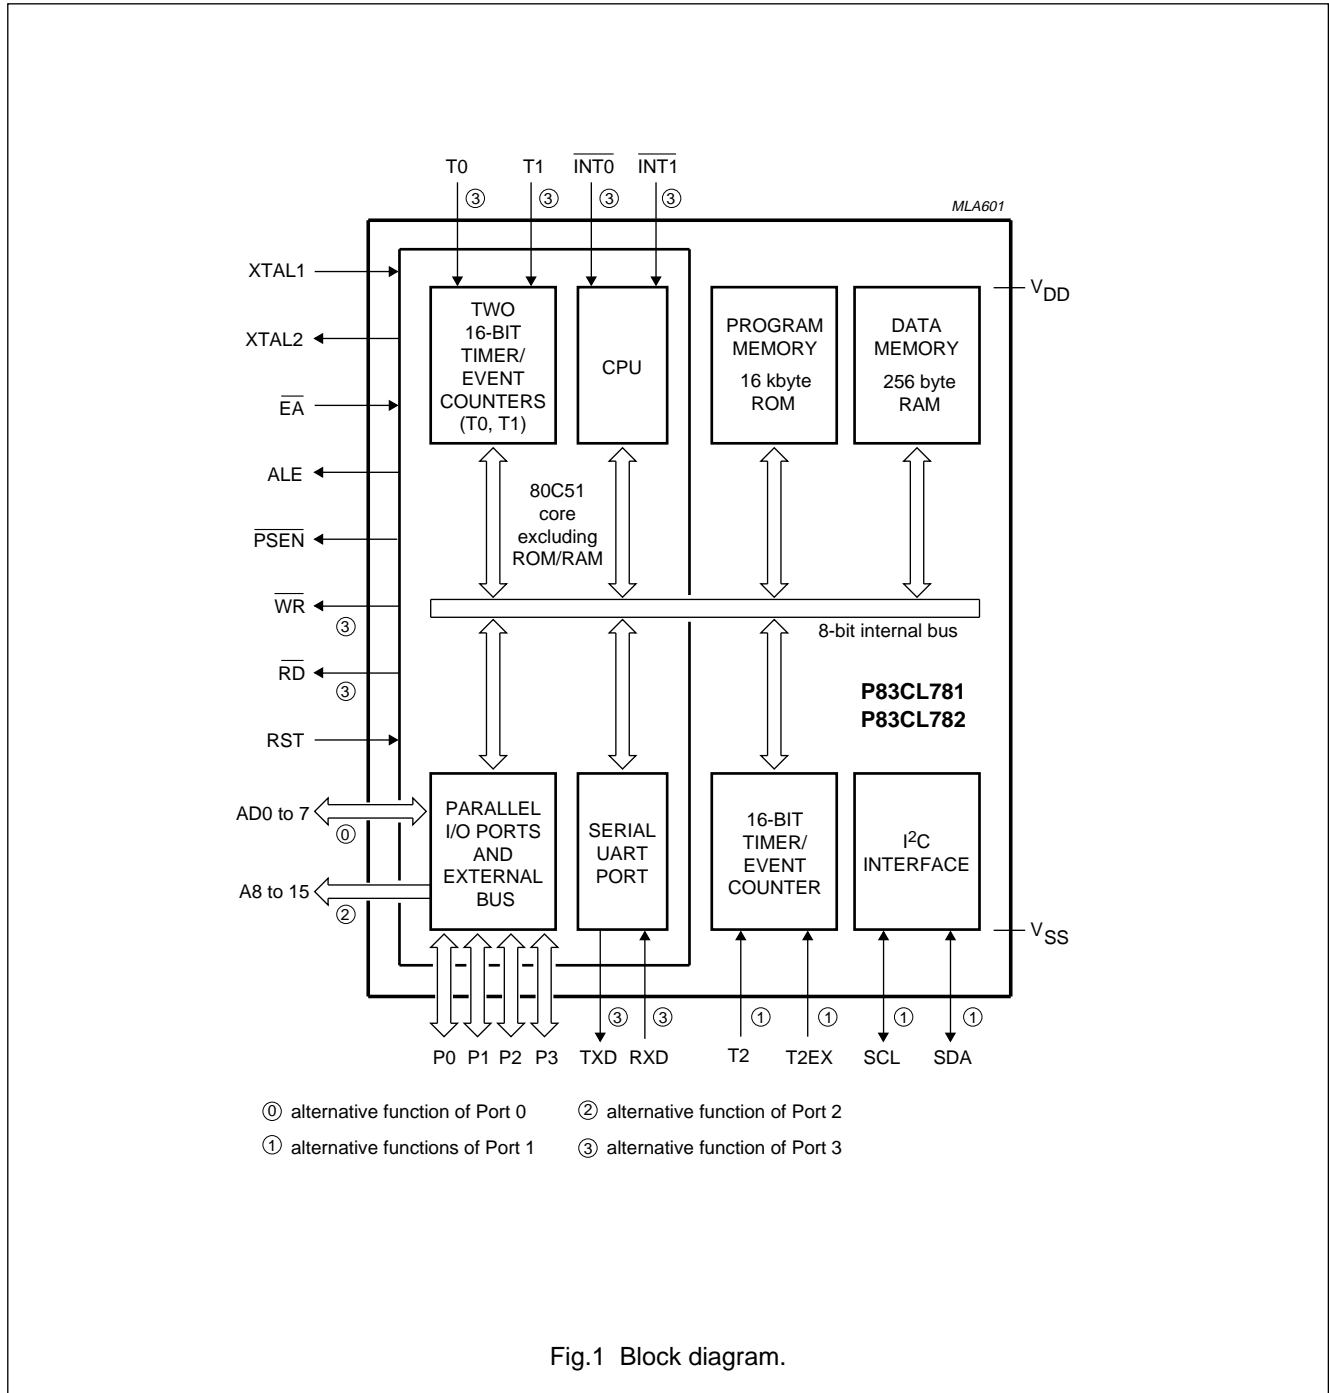 T0 T1 INT0 INT1
3 3 3 3
MLA601
XTAL1
XTAL2
EA
ALE
PSEN
WR
3
RD
3
RST
AD0 to 7
0
A8 to 15
2
TWO
16-BIT
TIMER/
EVENT
COUNTERS
(T0, T1)
CPU
PROGRAM
MEMORY
16 kbyte
ROM
DATA
MEMORY
256 byte
RAM
VDD
80C51
core
excluding
ROM/RAM
8-bit internal bus
P83CL781
P83CL782
PARALLEL
I/O PORTS
AND
EXTERNAL
BUS
SERIAL
UART
PORT
16-BIT
TIMER/
EVENT
COUNTER
I²C
INTERFACE
VSS
3 3 1 1 1 1
P0 P1 P2 P3 TXD RXD T2 T2EX SCL SDA
0 alternative function of Port 0
2 alternative function of Port 2
1 alternative functions of Port 1
3 alternative function of Port 3
Fig.1 Block diagram.